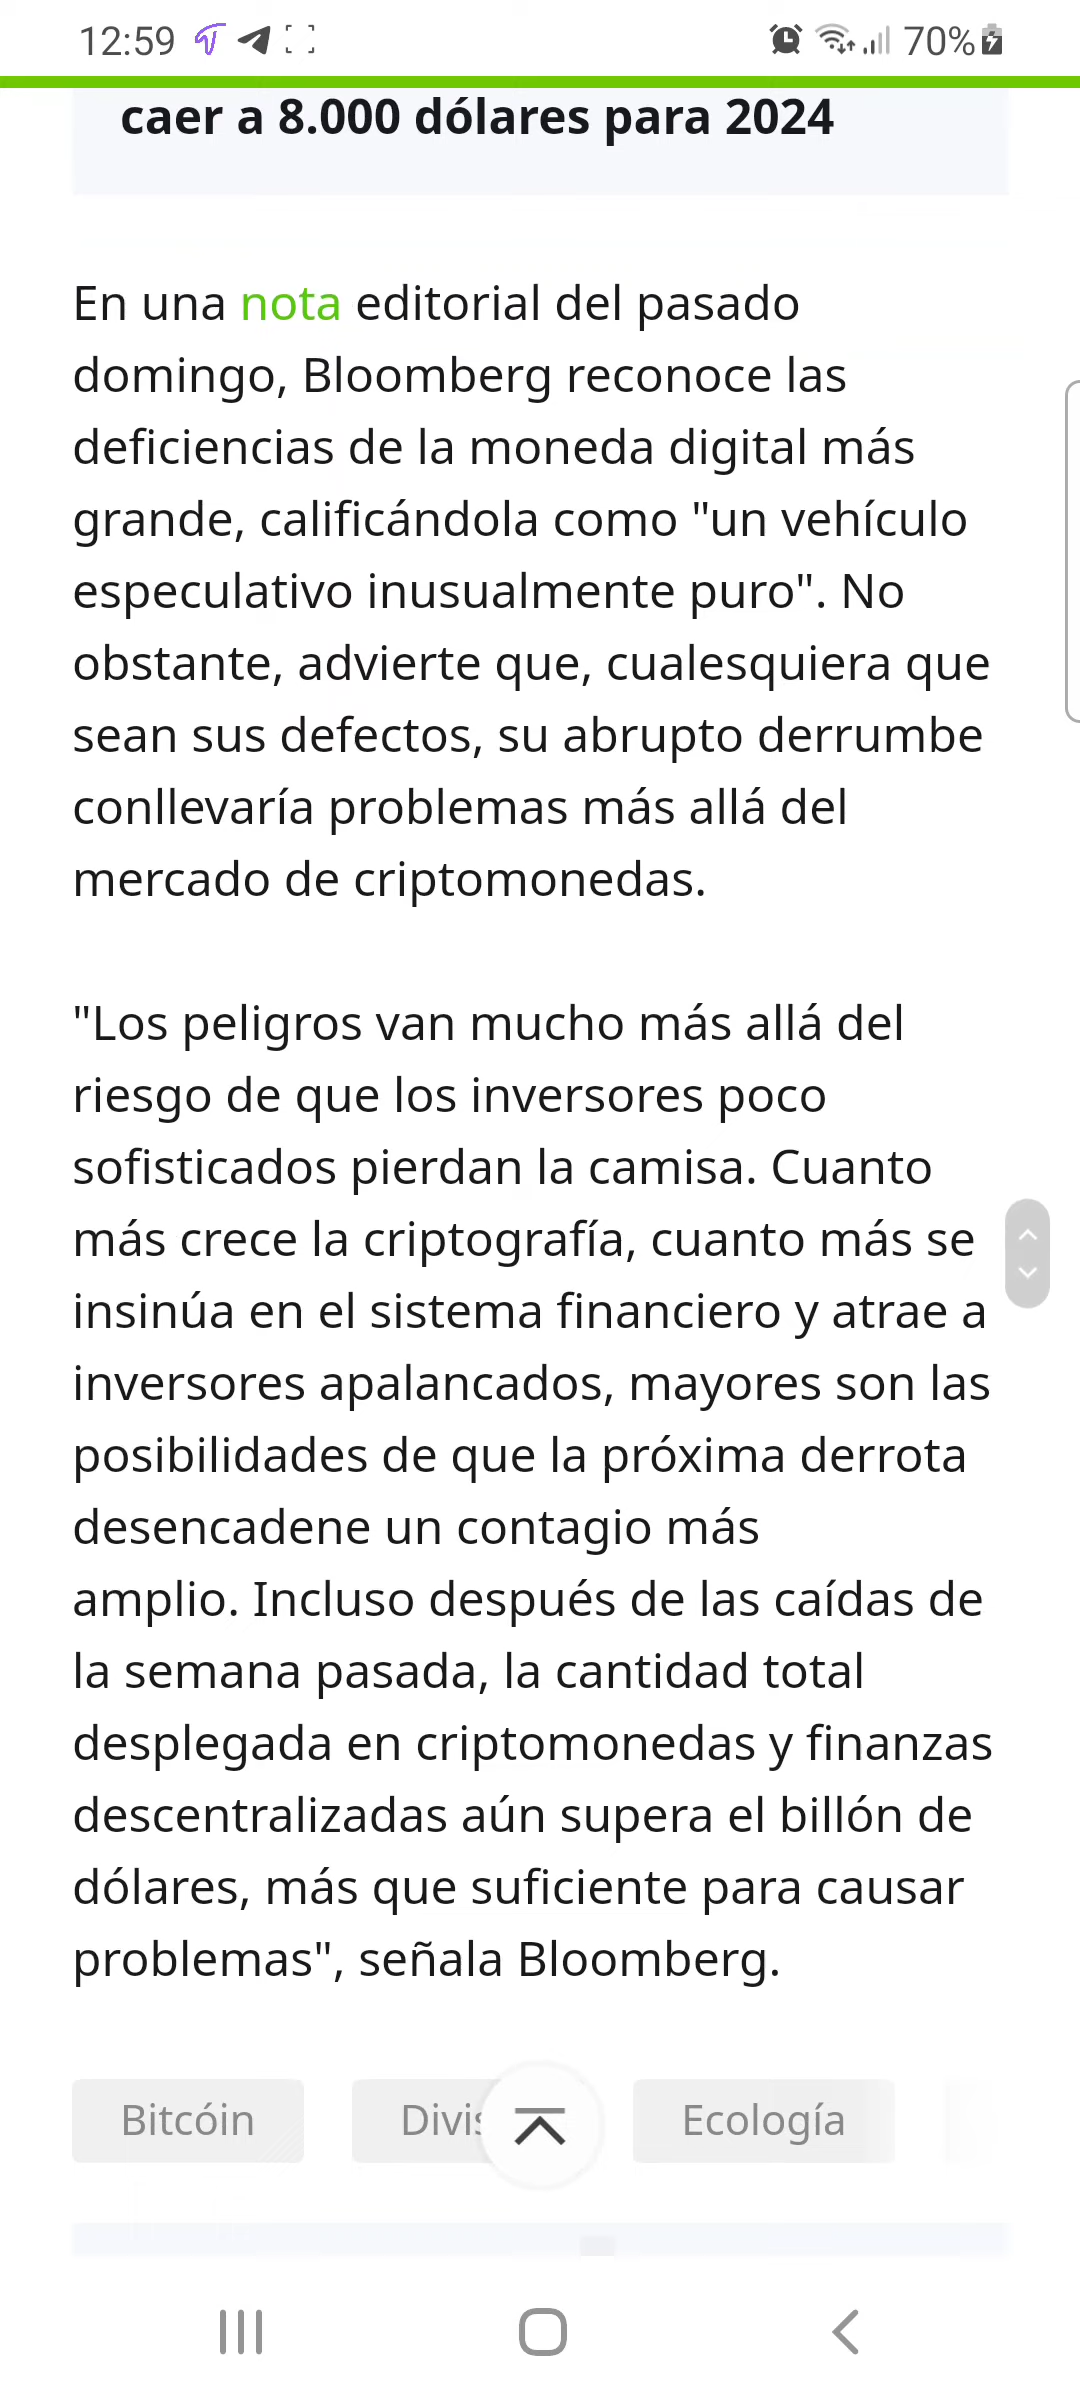 12:59
70%
caer a 8.000 dólares para 2024
En una nota editorial del pasado
domingo, Bloomberg reconoce las
deficiencias de la moneda digital más
grande, calificándola como "un vehículo
especulativo inusualmente puro". No
obstante, advierte que, cualesquiera que
sean sus defectos, su abrupto derrumbe
conllevaría problemas más allá del
mercado de criptomonedas.
"Los peligros van mucho más allá del
riesgo de que los inversores poco
sofisticados pierdan la camisa. Cuanto
más crece la criptografía, cuanto más se
insinúa en el sistema financiero y atrae a
inversores apalancados, mayores son las
posibilidades de que la próxima derrota
desencadene un contagio más
amplio. Incluso después de las caídas de
la semana pasada, la cantidad total
desplegada en criptomonedas y finanzas
descentralizadas aún supera el billón de
dólares, más que suficiente para causar
problemas", señala Bloomberg.
Bitcóin
Ecología